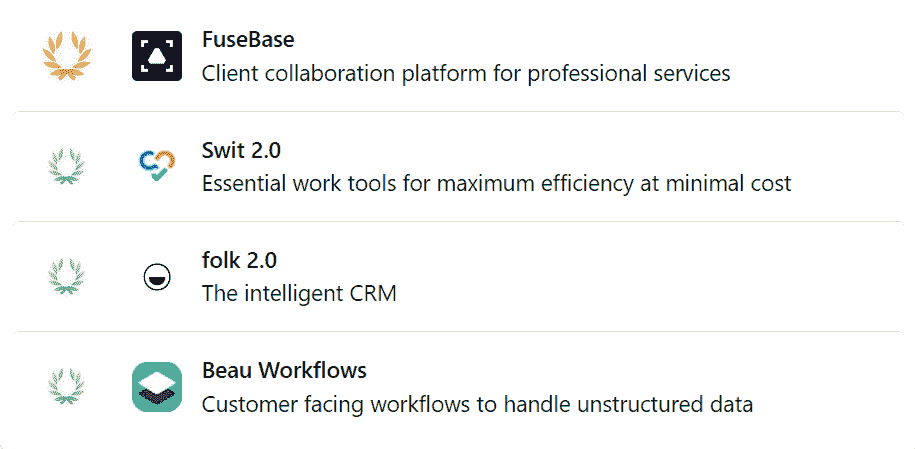 FuseBase
Client collaboration platform for professional services
Swit 2.0
Essential work tools for maximum efficiency at minimal cost
folk 2.0
The intelligent CRM
Beau Workflows
Customer facing workflows to handle unstructured data